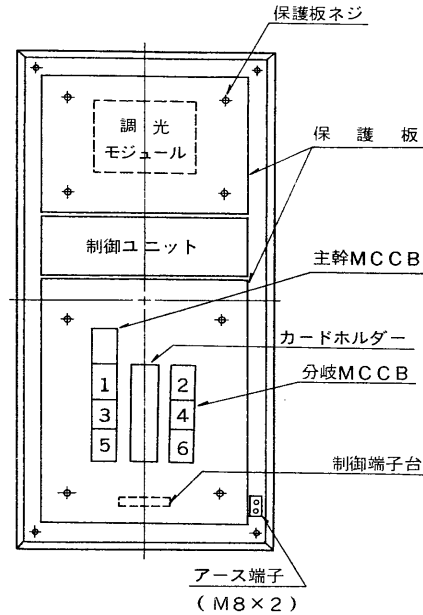 保護板ネジ
調光
モジュール
保護板
制御ユニット
主幹MCCB
カードホルダー
分岐MCCB
1
2
3
4
5
6
制御端子台
アース端子
(M8×2)